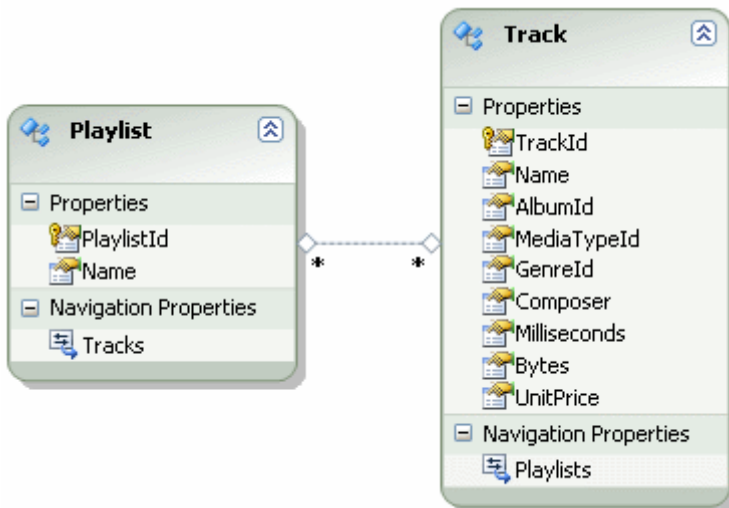 Playlist
Properties
PlaylistId
Name
Navigation Properties
Tracks
*
*
Track
Properties
TrackId
Name
AlbumId
MediaTypeId
GenreId
Composer
Milliseconds
Bytes
UnitPrice
Navigation Properties
Playlists